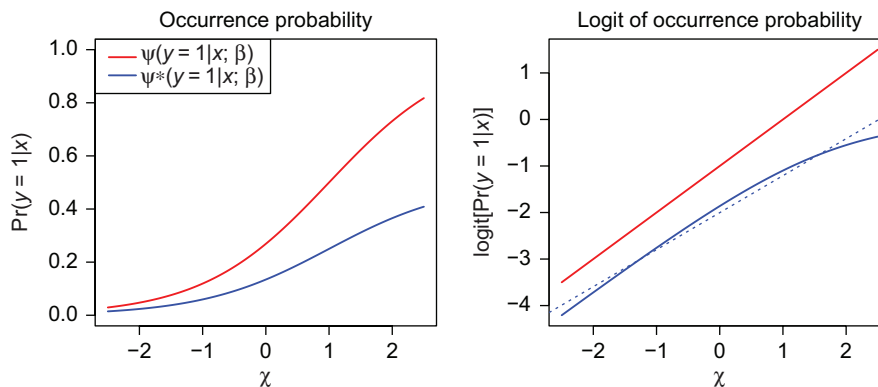 Occurrence probability
Pr(y = 1|x)
1.0
0.8
0.6
0.4
0.2
0.0
ψ(y = 1|x; β)
ψ*(y = 1|x; β)
−2 −1 0 1 2
χ
Logit of occurrence probability
logit[Pr(y = 1|x)]
1
0
−1
−2
−3
−4
−2 −1 0 1 2
χ